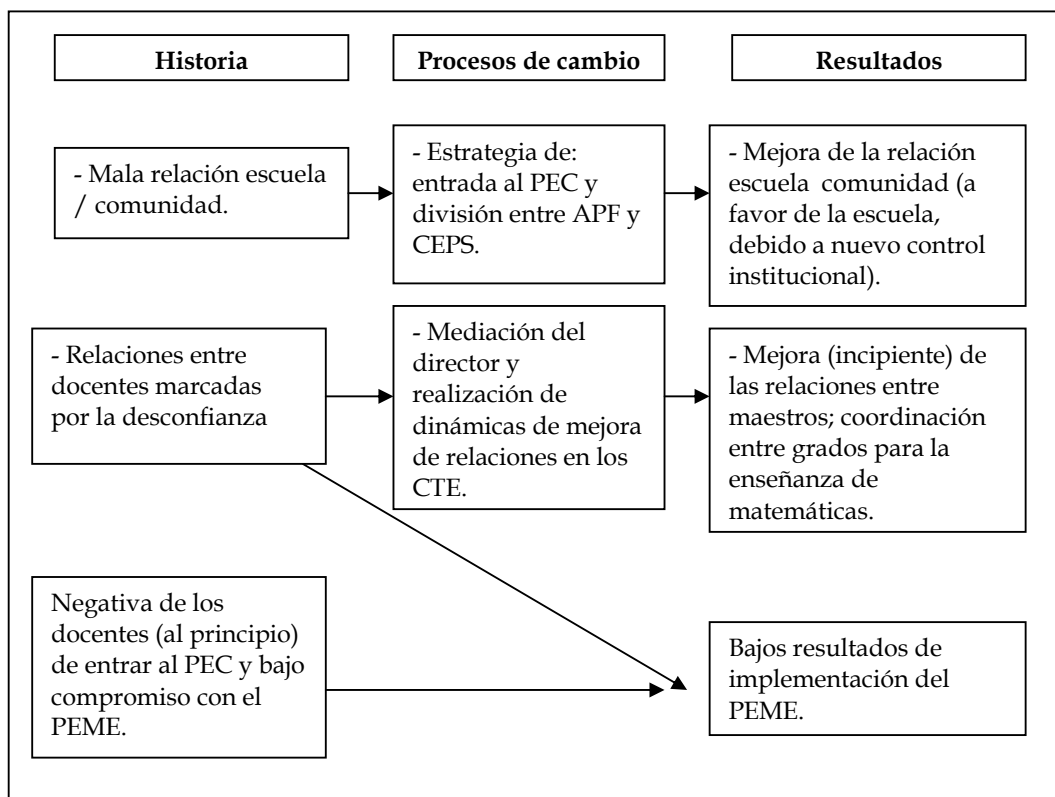 Historia
Procesos de cambio
Resultados
- Mala relación escuela
/ comunidad.
- Estrategia de:
entrada al PEC y
división entre APF y
CEPS.
- Mejora de la relación
escuela comunidad (a
favor de la escuela,
debido a nuevo control
institucional).
- Relaciones entre
docentes marcadas
por la desconfianza
- Mediación del
director y
realización de
dinámicas de mejora
de relaciones en los
CTE.
- Mejora (incipiente) de
las relaciones entre
maestros; coordinación
entre grados para la
enseñanza de
matemáticas.
Negativa de los
docentes (al principio)
de entrar al PEC y bajo
compromiso con el
PEME.
Bajos resultados de
implementación del
PEME.